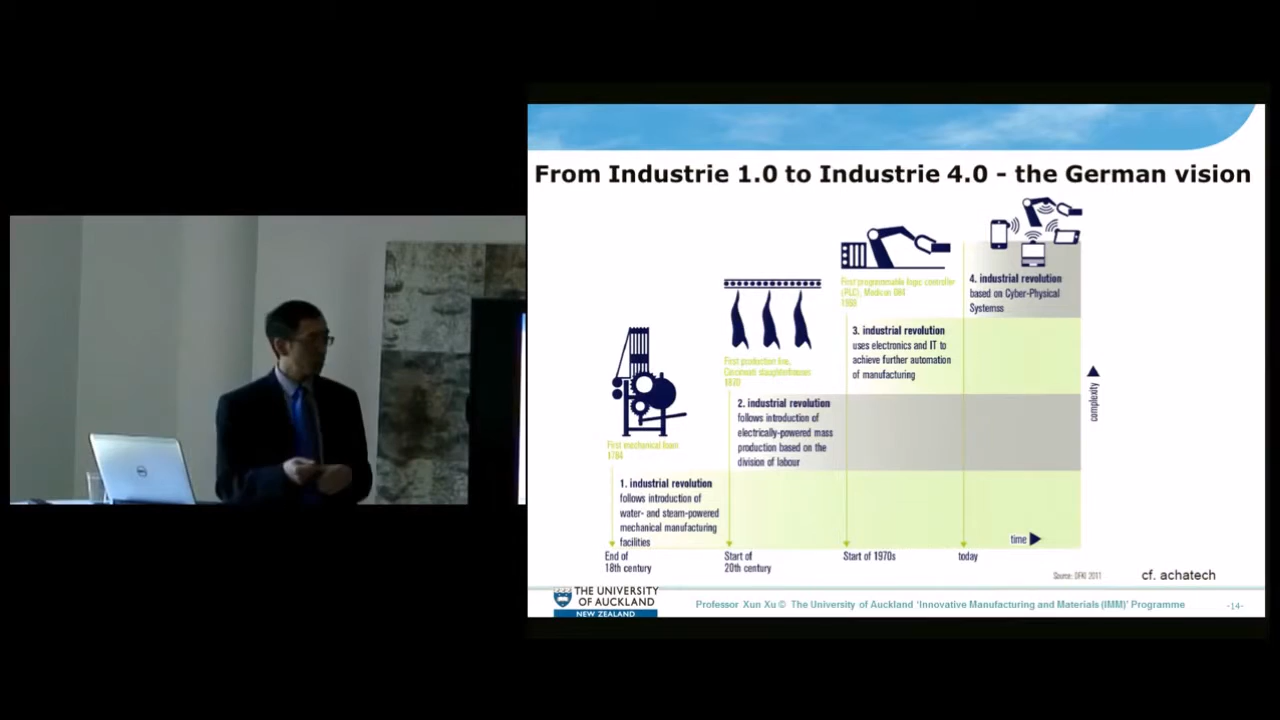 From Industrie 1.0 to Industrie 4.0 - the German vision
4. industrial revolution
based on Cyber-Physical
Systemss
First programmable logic controller
(PLC), Modicon 084
1969
3. industrial revolution
uses electronics and IT to
achieve further automation
of manufacturing
First production line,
Cincinnati slaughterhouses
1870
2. industrial revolution
follows introduction of
electrically-powered mass
production based on the
division of labour
First mechanical loom
1784
1. industrial revolution
follows introduction of
water- and steam-powered
mechanical manufacturing
facilities
complexity
time
End of
18th century
Start of
20th century
Start of 1970s
today
Source: DFKI 2011
cf. achatech
THE UNIVERSITY
OF AUCKLAND
NEW ZEALAND
Professor Xun Xu © The University of Auckland 'Innovative Manufacturing and Materials (IMM)' Programme
-14-
DELL